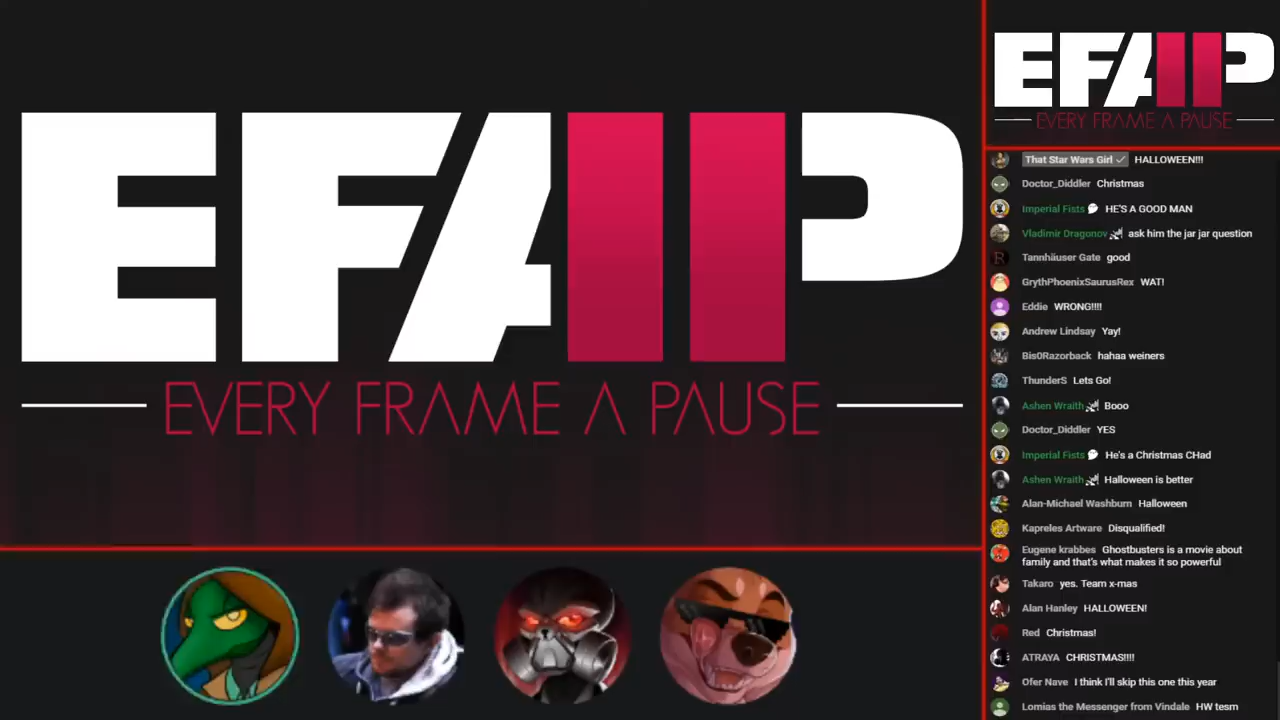 EFAP
EVERY FRAME A PAUSE
EFAP
EVERY FRAME A PAUSE
That Star Wars Girl HALLOWEEN!!!
Doctor_Diddler Christmas
Imperial Fists HE'S A GOOD MAN
Vladimir Dragonov ask him the jar jar question
Tannhäuser Gate good
GrythPhoenixSaurusRex WAT!
Eddie WRONG!!!!
Andrew Lindsay Yay!
Bis0Razorback hahaa weiners
ThunderS Lets Go!
Ashen Wraith Booo
Doctor_Diddler YES
Imperial Fists He's a Christmas CHad
Ashen Wraith Halloween is better
Alan-Michael Washburn Halloween
Kapreles Artware Disqualified!
Eugene krabbes Ghostbusters is a movie about
family and that's what makes it so powerful
Takaro yes. Team x-mas
Alan Hanley HALLOWEEN!
Red Christmas!
ATRAYA CHRISTMAS!!!!
Ofer Nave I think I'll skip this one this year
Lomias the Messenger from Vindale HW tesm